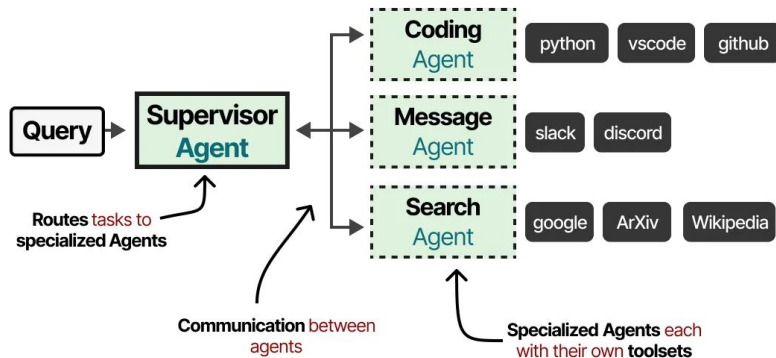 Query
Supervisor
Agent
Coding
Agent
python
vscode
github
Message
Agent
slack
discord
Search
Agent
google
ArXiv
Wikipedia
Routes tasks to
specialized Agents
Communication between
agents
Specialized Agents each
with their own toolsets